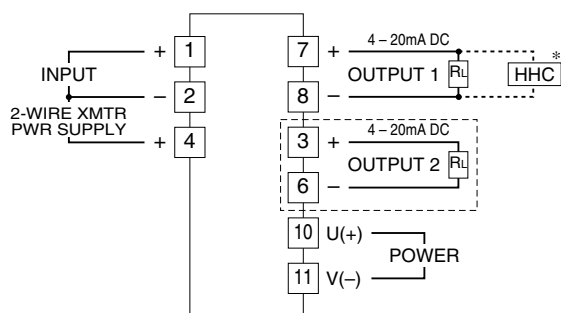 + 1 7 + 4 – 20mA DC
INPUT OUTPUT 1 RL HHC *
– 2 8 –
2-WIRE XMTR
PWR SUPPLY
+ 4 3 + 4 – 20mA DC
OUTPUT 2 RL
6 –
10 U(+)
POWER
11 V(–)